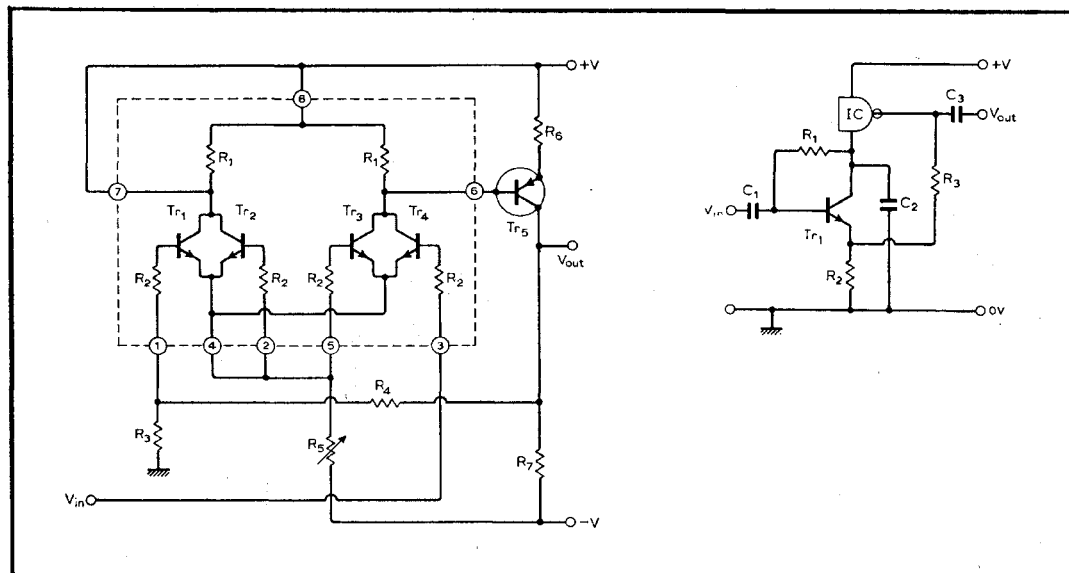 +V
8
R1
R1
R6
7
6
Tr1
Tr2
Tr3
Tr4
Tr5
Vout
R2
R2
R2
R2
1
4
2
5
3
R4
R3
R5
R7
Vin
−V
+V
IC
C3
Vout
R1
R3
C1
Vin
C2
Tr1
R2
0V